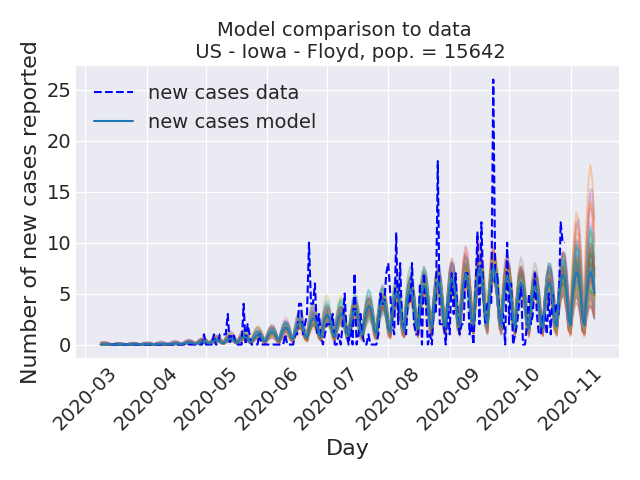 Model comparison to data
US - Iowa - Floyd, pop. = 15642
Number of new cases reported
25
20
15
10
5
0
new cases data
new cases model
2020-03
2020-04
2020-05
2020-06
2020-07
2020-08
2020-09
2020-10
2020-11
Day